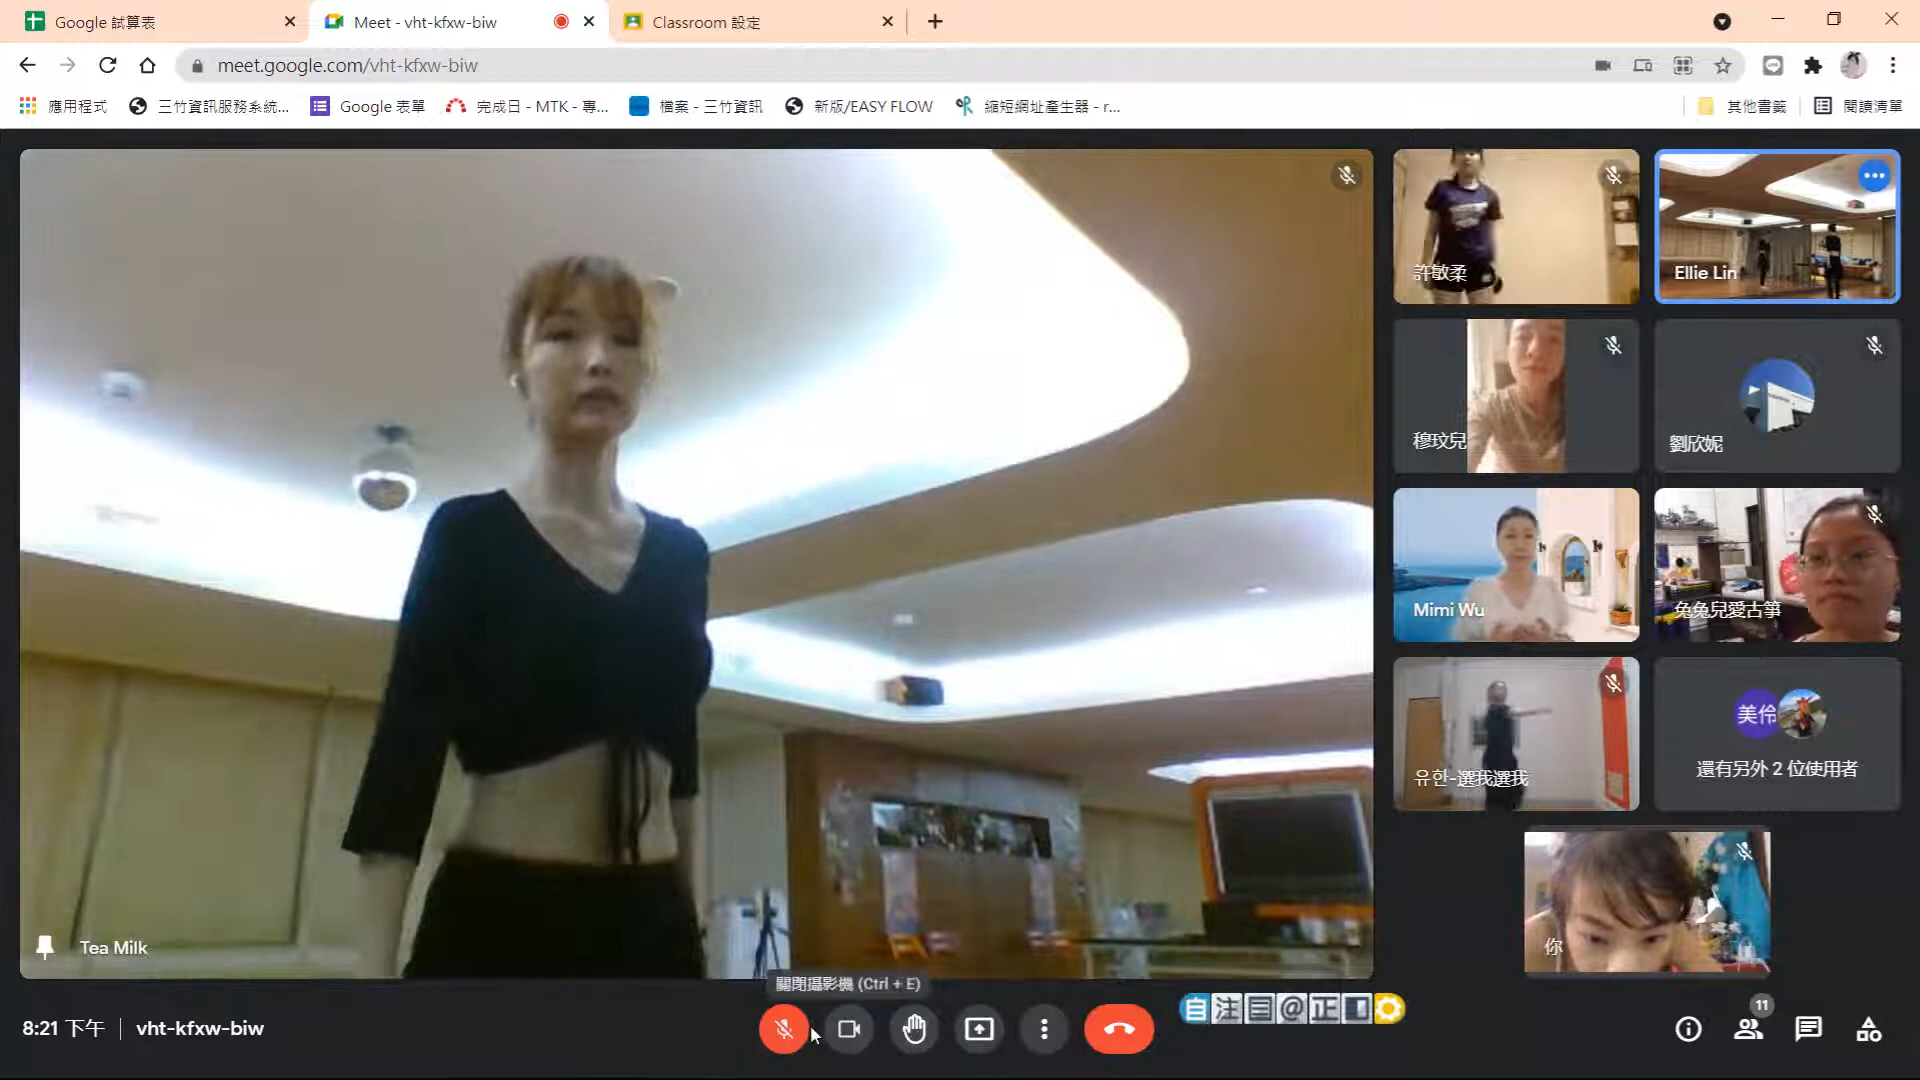 Google 試算表
Meet - vht-kfxw-biw
Classroom 設定
meet.google.com/vht-kfxw-biw
應用程式
三竹資訊服務系統...
Google 表單
完成日 - MTK - 專...
檔案 - 三竹資訊
新版/EASY FLOW
縮短網址產生器 - r...
其他書籤
閱讀清單
許敏柔
Ellie Lin
穆玟兒
劉欣妮
Mimi Wu
兔兔兒愛古箏
유한-選我選我
美伶
還有另外 2 位使用者
你
Tea Milk
關閉攝影機 (Ctrl + E)
自注@正
8:21 下午 | vht-kfxw-biw
11